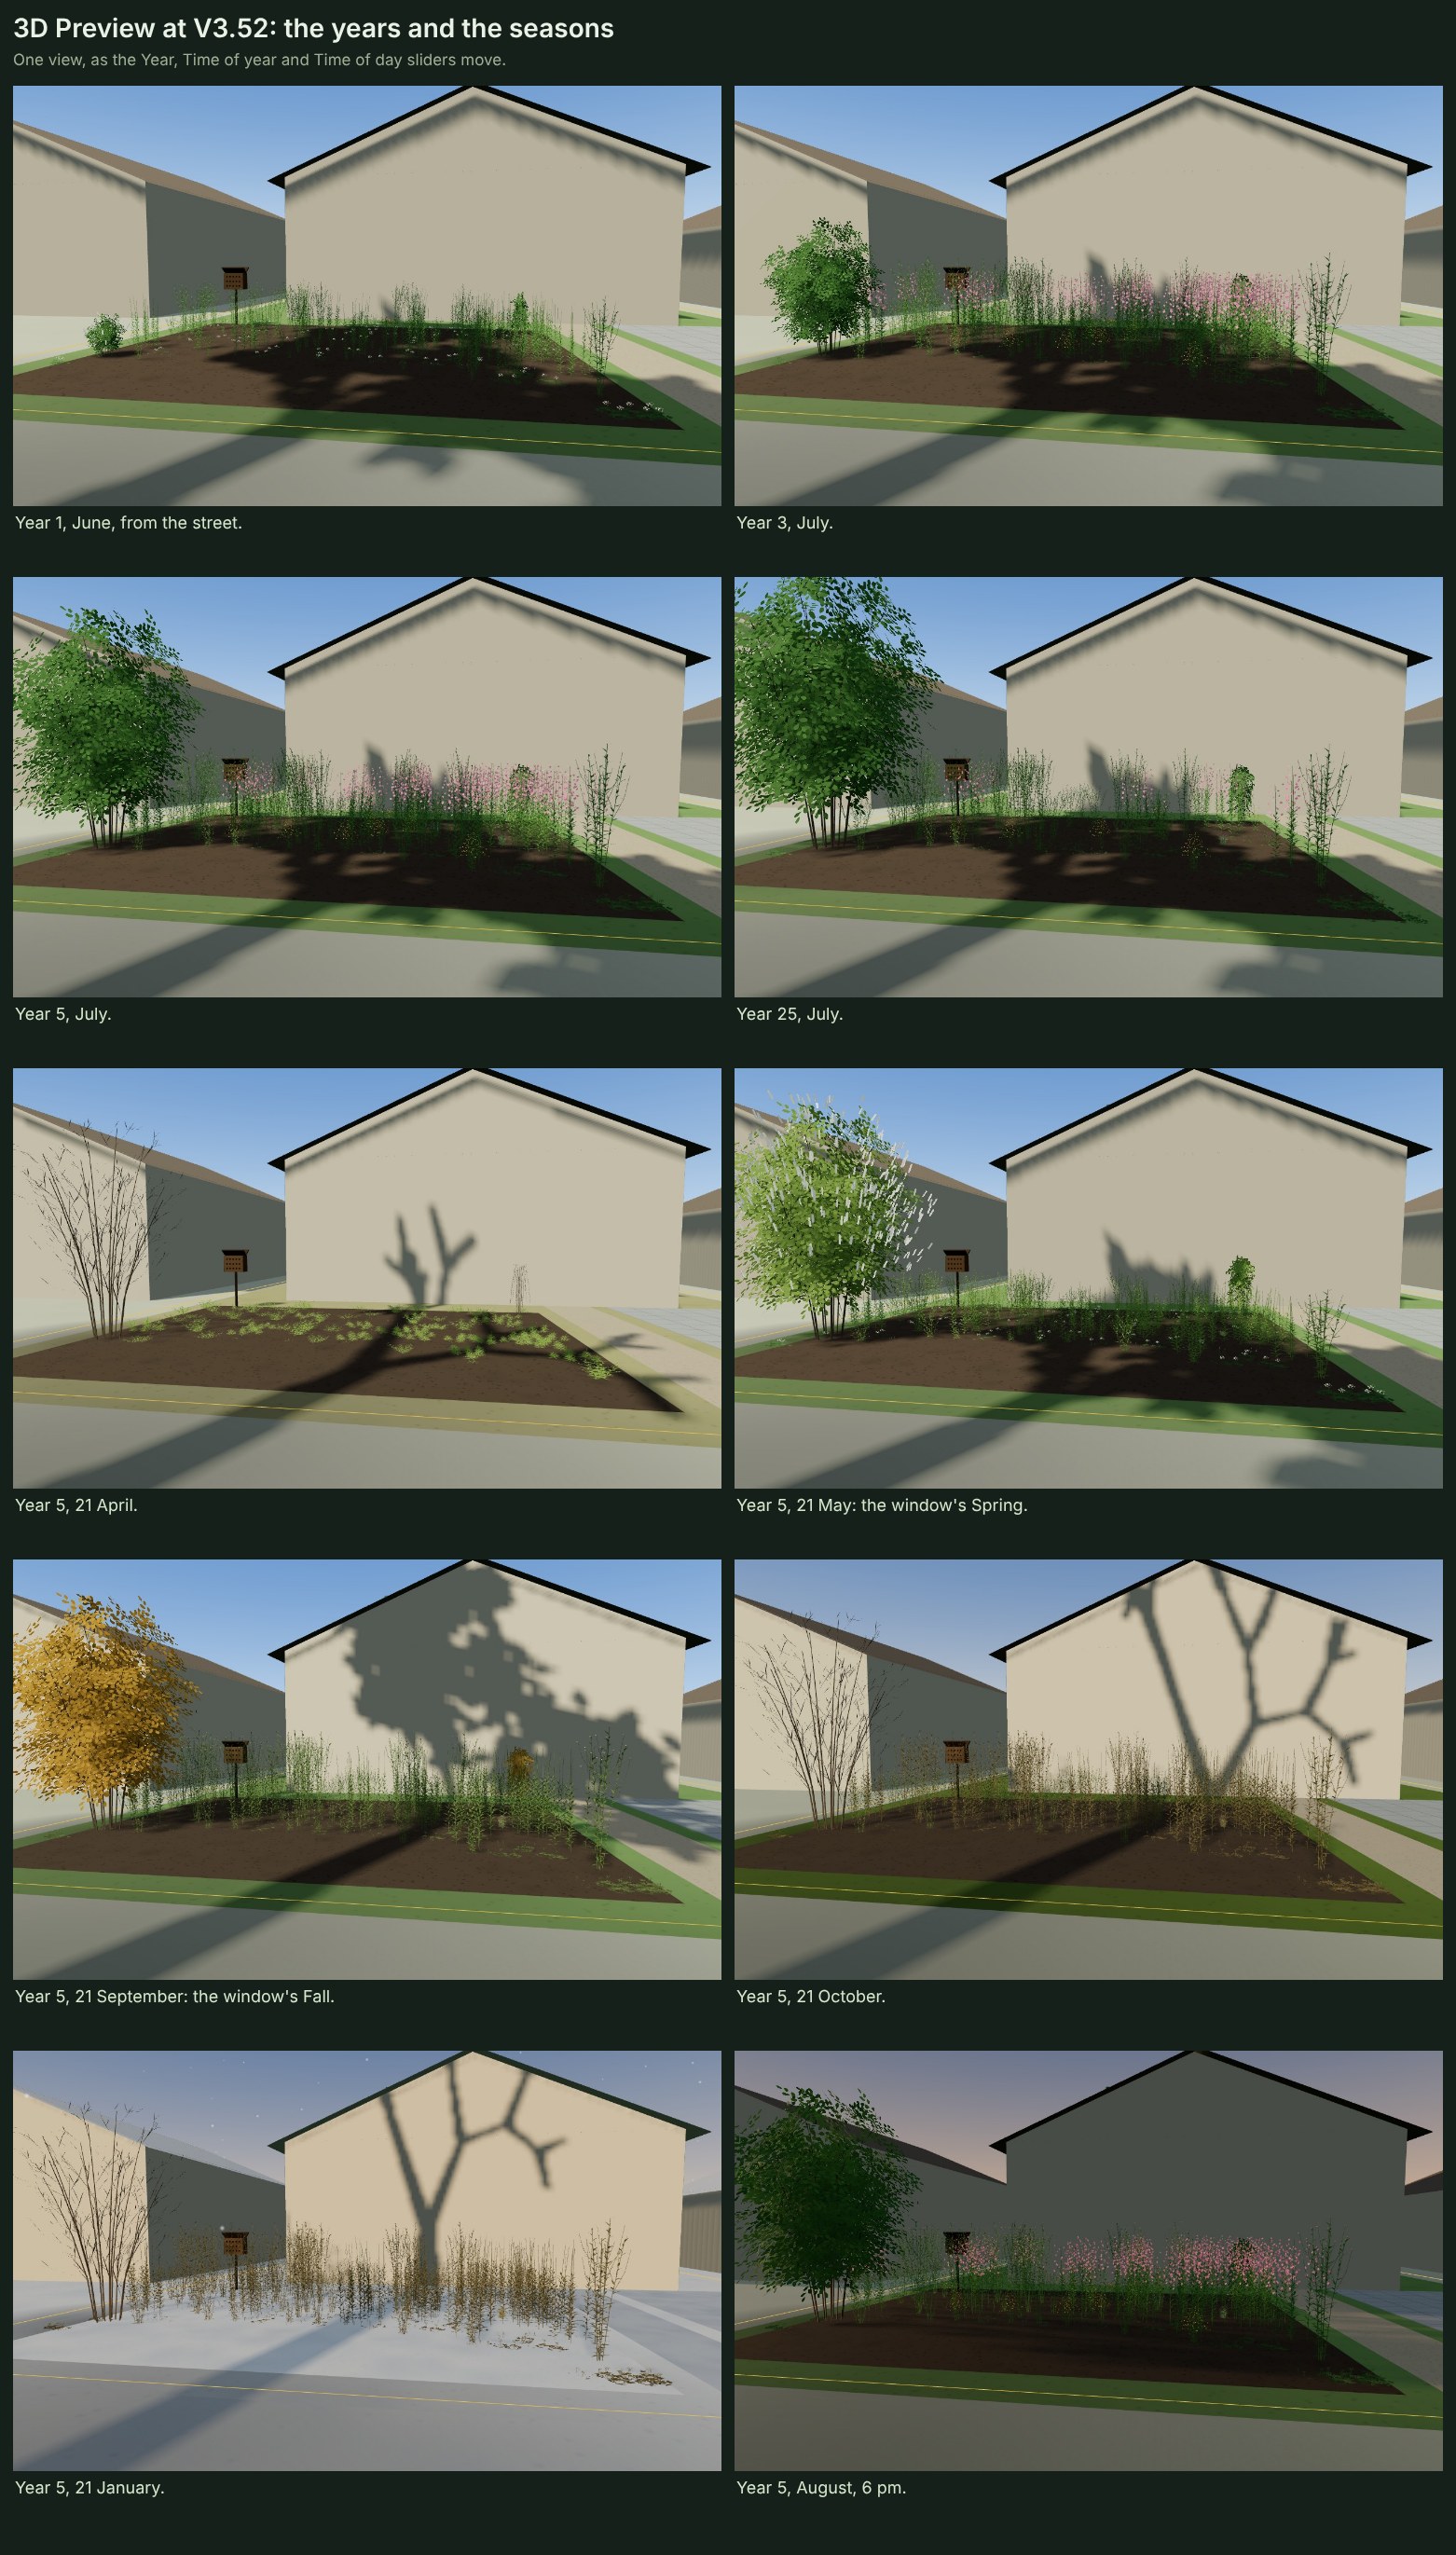 3D Preview at V3.52: the years and the seasons
One view, as the Year, Time of year and Time of day sliders move.
Year 1, June, from the street.
Year 3, July.
Year 5, July.
Year 25, July.
Year 5, 21 April.
Year 5, 21 May: the window's Spring.
Year 5, 21 September: the window's Fall.
Year 5, 21 October.
Year 5, 21 January.
Year 5, August, 6 pm.